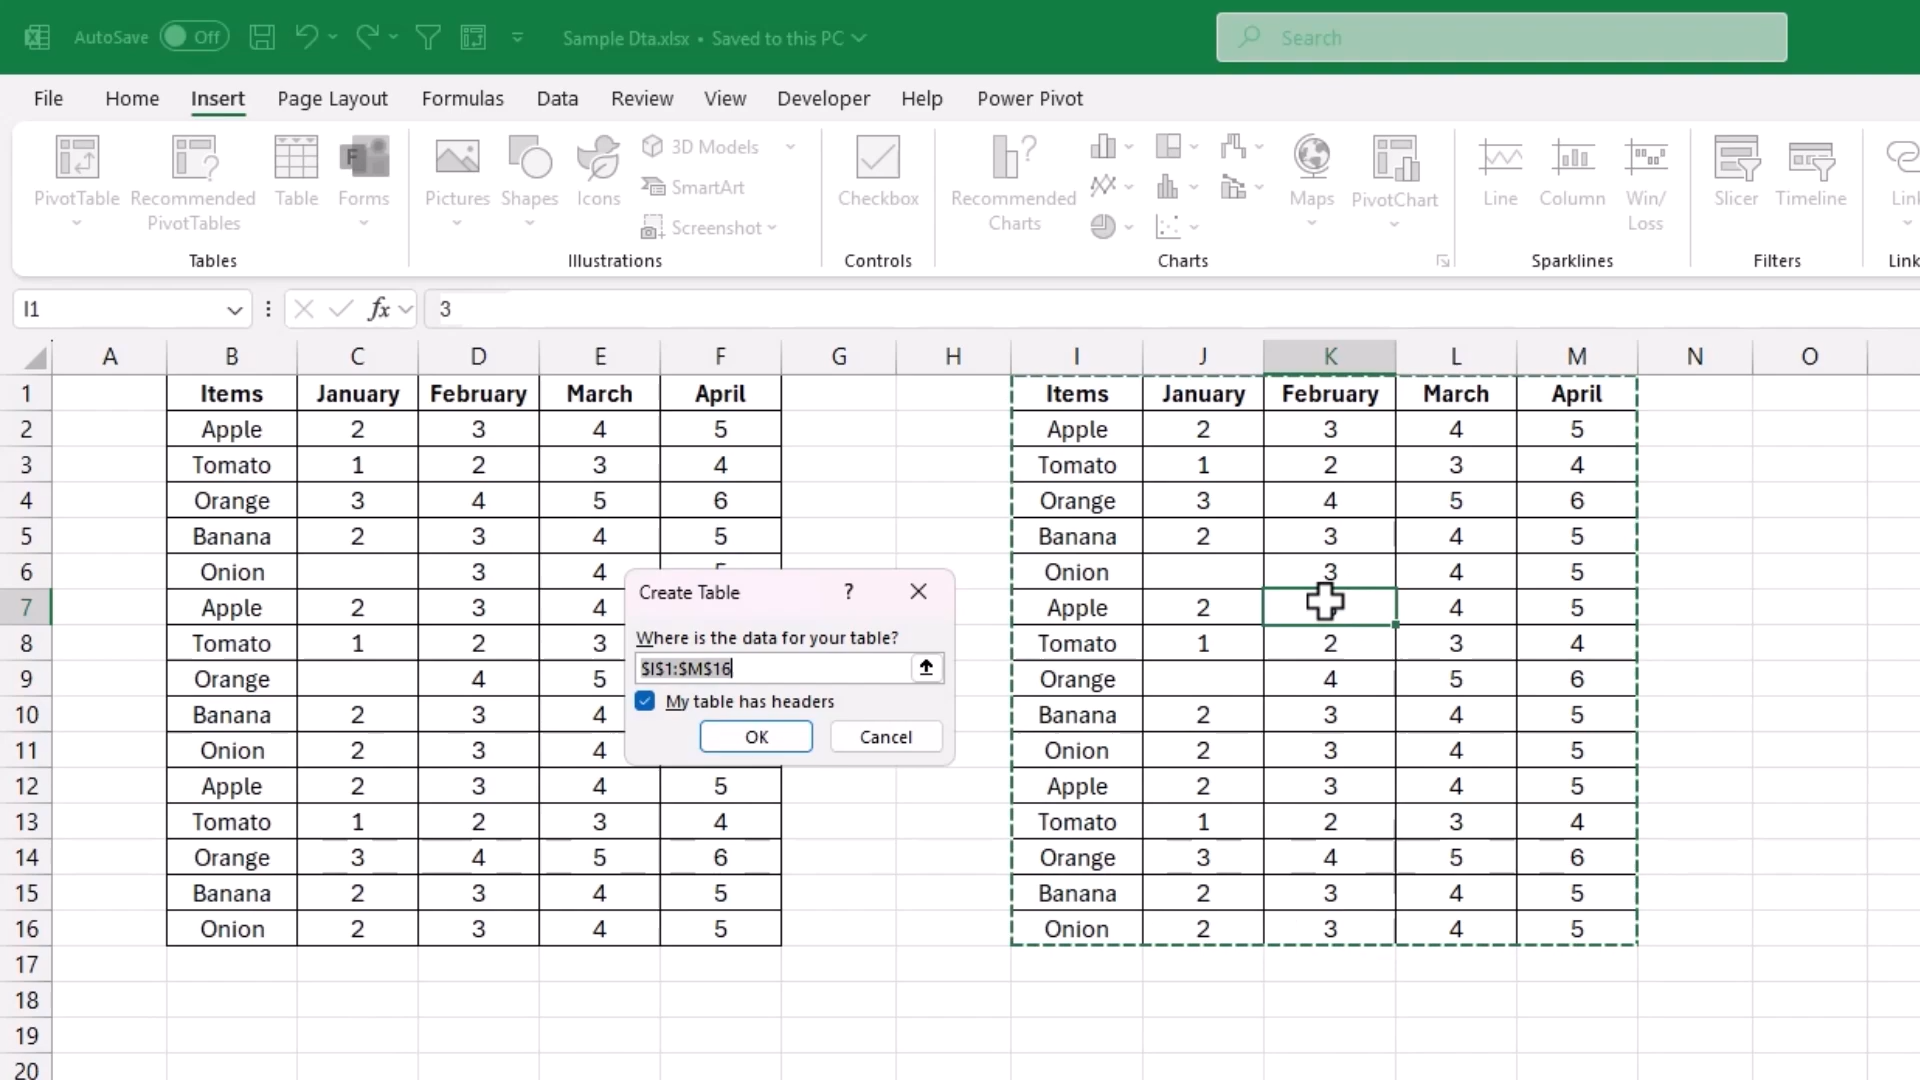 AutoSave Off Sample Dta.xlsx • Saved to this PC Search
File Home Insert Page Layout Formulas Data Review View Developer Help Power Pivot
PivotTable Recommended PivotTables Table Forms Pictures Shapes Icons 3D Models SmartArt Screenshot Checkbox Recommended Charts Maps PivotChart Line Column Win/Loss Slicer Timeline
Tables Illustrations Controls Charts Sparklines Filters
I1 fx 3
A B C D E F G H I J K L M N O
1 Items January February March April Items January February March April
2 Apple 2 3 4 5 Apple 2 3 4 5
3 Tomato 1 2 3 4 Tomato 1 2 3 4
4 Orange 3 4 5 6 Orange 3 4 5 6
5 Banana 2 3 4 5 Banana 2 3 4 5
6 Onion 3 4 Onion 3 4 5
Create Table ?
7 Apple 2 3 4 Apple 2 4 5
Where is the data for your table?
8 Tomato 1 2 3 Tomato 1 2 3 4
$I$1:$M$16
9 Orange 4 5 Orange 4 5 6
My table has headers
10 Banana 2 3 4 Banana 2 3 4 5
OK Cancel
11 Onion 2 3 4 Onion 2 3 4 5
12 Apple 2 3 4 5 Apple 2 3 4 5
13 Tomato 1 2 3 4 Tomato 1 2 3 4
14 Orange 3 4 5 6 Orange 3 4 5 6
15 Banana 2 3 4 5 Banana 2 3 4 5
16 Onion 2 3 4 5 Onion 2 3 4 5
17
18
19
20